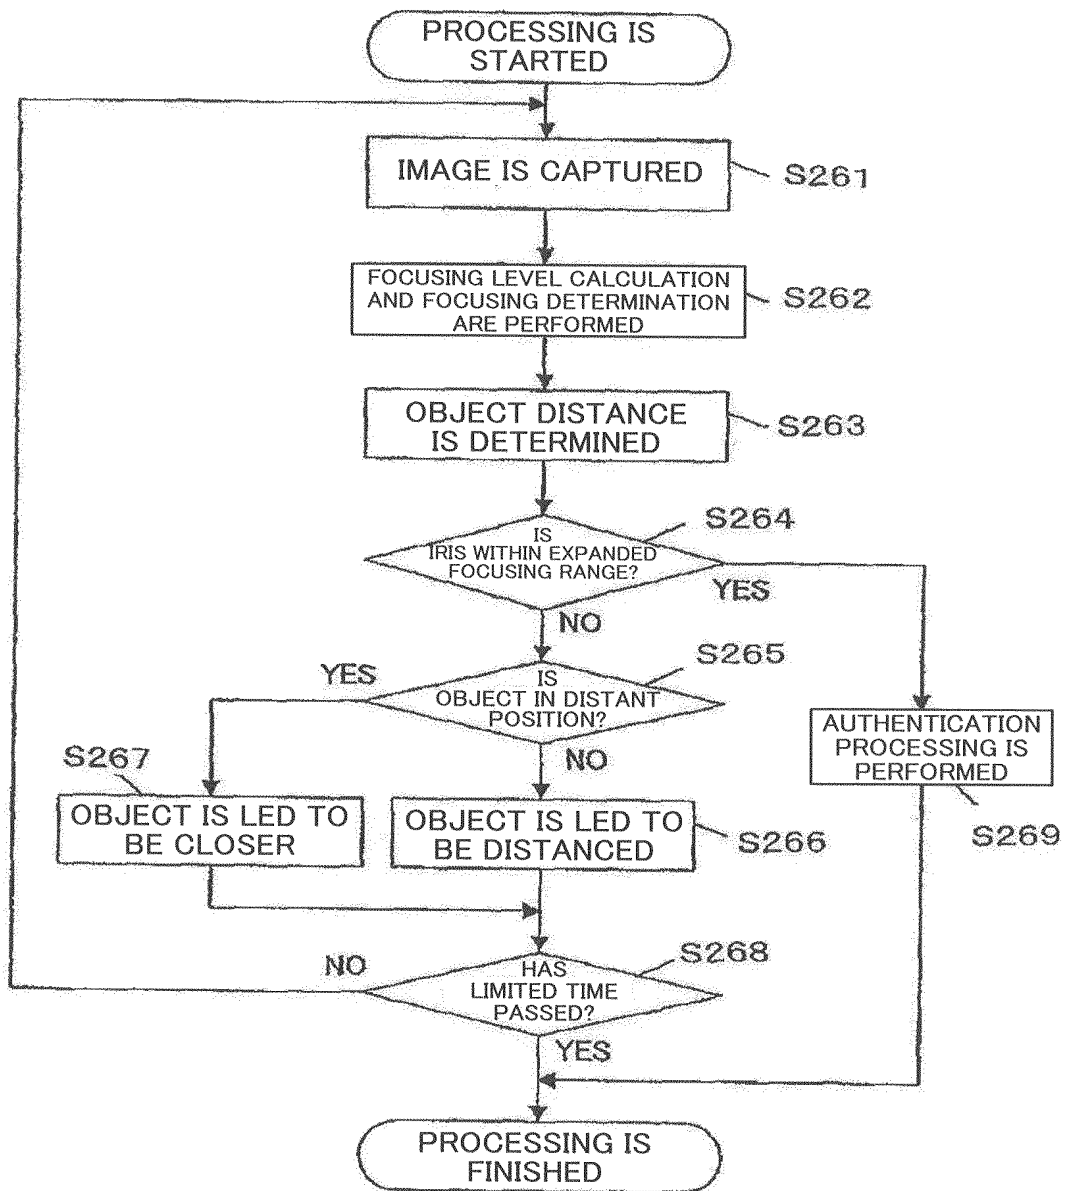 PROCESSING IS
STARTED
IMAGE IS CAPTURED
S261
FOCUSING LEVEL CALCULATION
AND FOCUSING DETERMINATION
ARE PERFORMED
S262
OBJECT DISTANCE
IS DETERMINED
S263
IS
IRIS WITHIN EXPANDED
FOCUSING RANGE?
S264
YES
NO
IS
OBJECT IN DISTANT
POSITION?
S265
YES
NO
AUTHENTICATION
PROCESSING IS
PERFORMED
S269
S267
OBJECT IS LED TO
BE CLOSER
OBJECT IS LED TO
BE DISTANCED
S266
HAS
LIMITED TIME
PASSED?
S268
NO
YES
PROCESSING IS
FINISHED